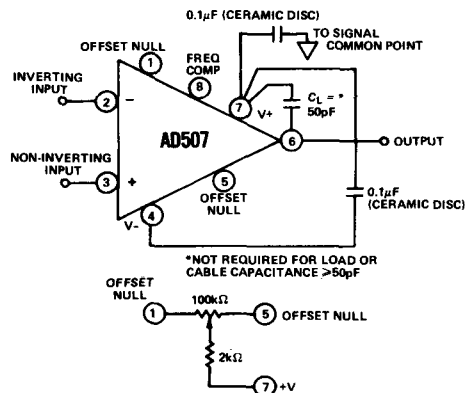 0.1µF (CERAMIC DISC)
TO SIGNAL
COMMON POINT
OFFSET NULL
1
FREQ
COMP
8
7
V+
C_L = *
50pF
INVERTING
INPUT
2
−
AD507
6
OUTPUT
NON-INVERTING
INPUT
3
+
5
OFFSET
NULL
4
V-
0.1µF
(CERAMIC DISC)
*NOT REQUIRED FOR LOAD OR
CABLE CAPACITANCE ⩾50pF
OFFSET
NULL
1
100kΩ
5
OFFSET NULL
2kΩ
7
+V